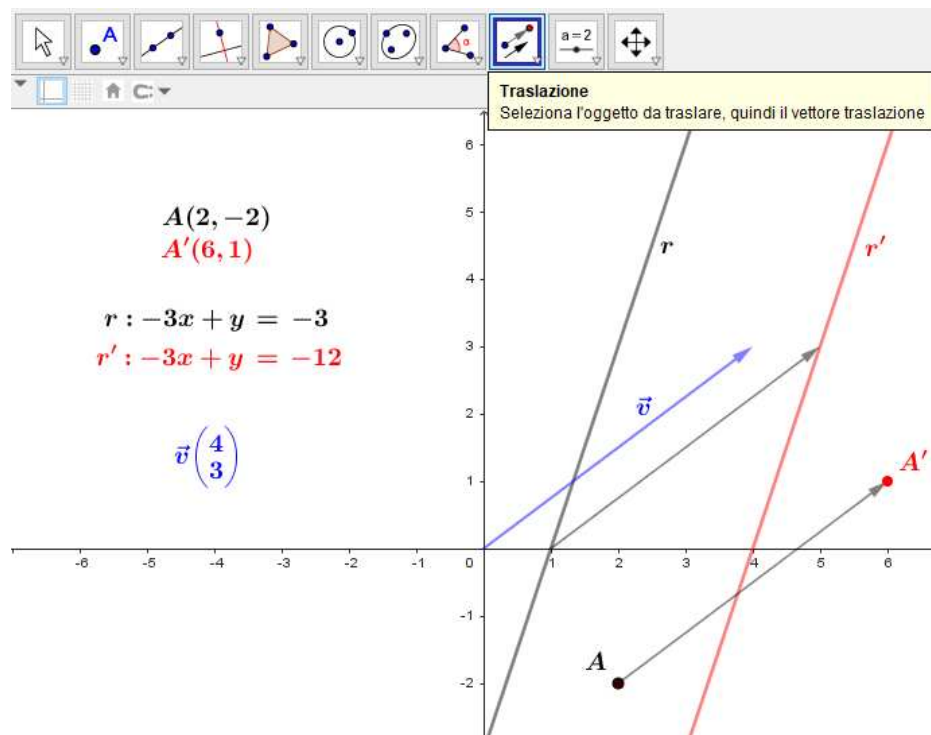 A
α
a = 2
Traslazione
Seleziona l'oggetto da traslare, quindi il vettore traslazione
A(2, −2)
A′(6, 1)
r : −3x + y = −3
r′ : −3x + y = −12
v⃗ (4
3)
6
5
4
3
2
1
-1
-2
-6 -5 -4 -3 -2 -1 0 1 2 3 4 5 6
r
r′
v⃗
A′
A